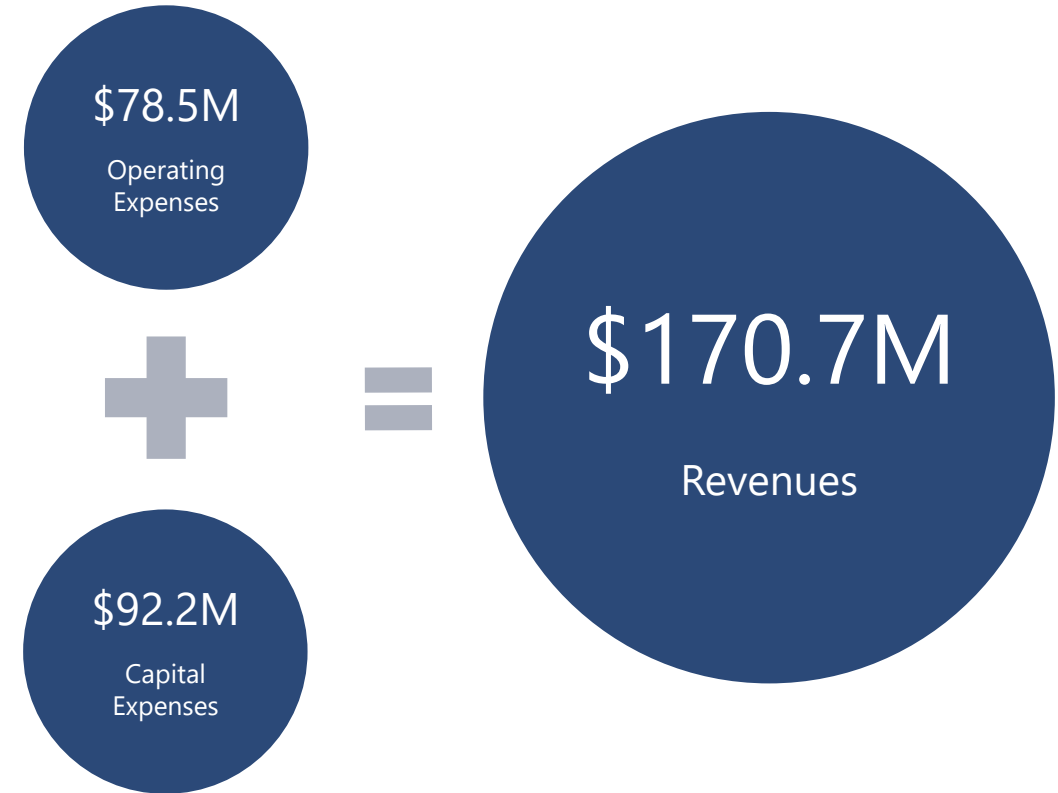 $78.5M
Operating
Expenses
$92.2M
Capital
Expenses
$170.7M
Revenues